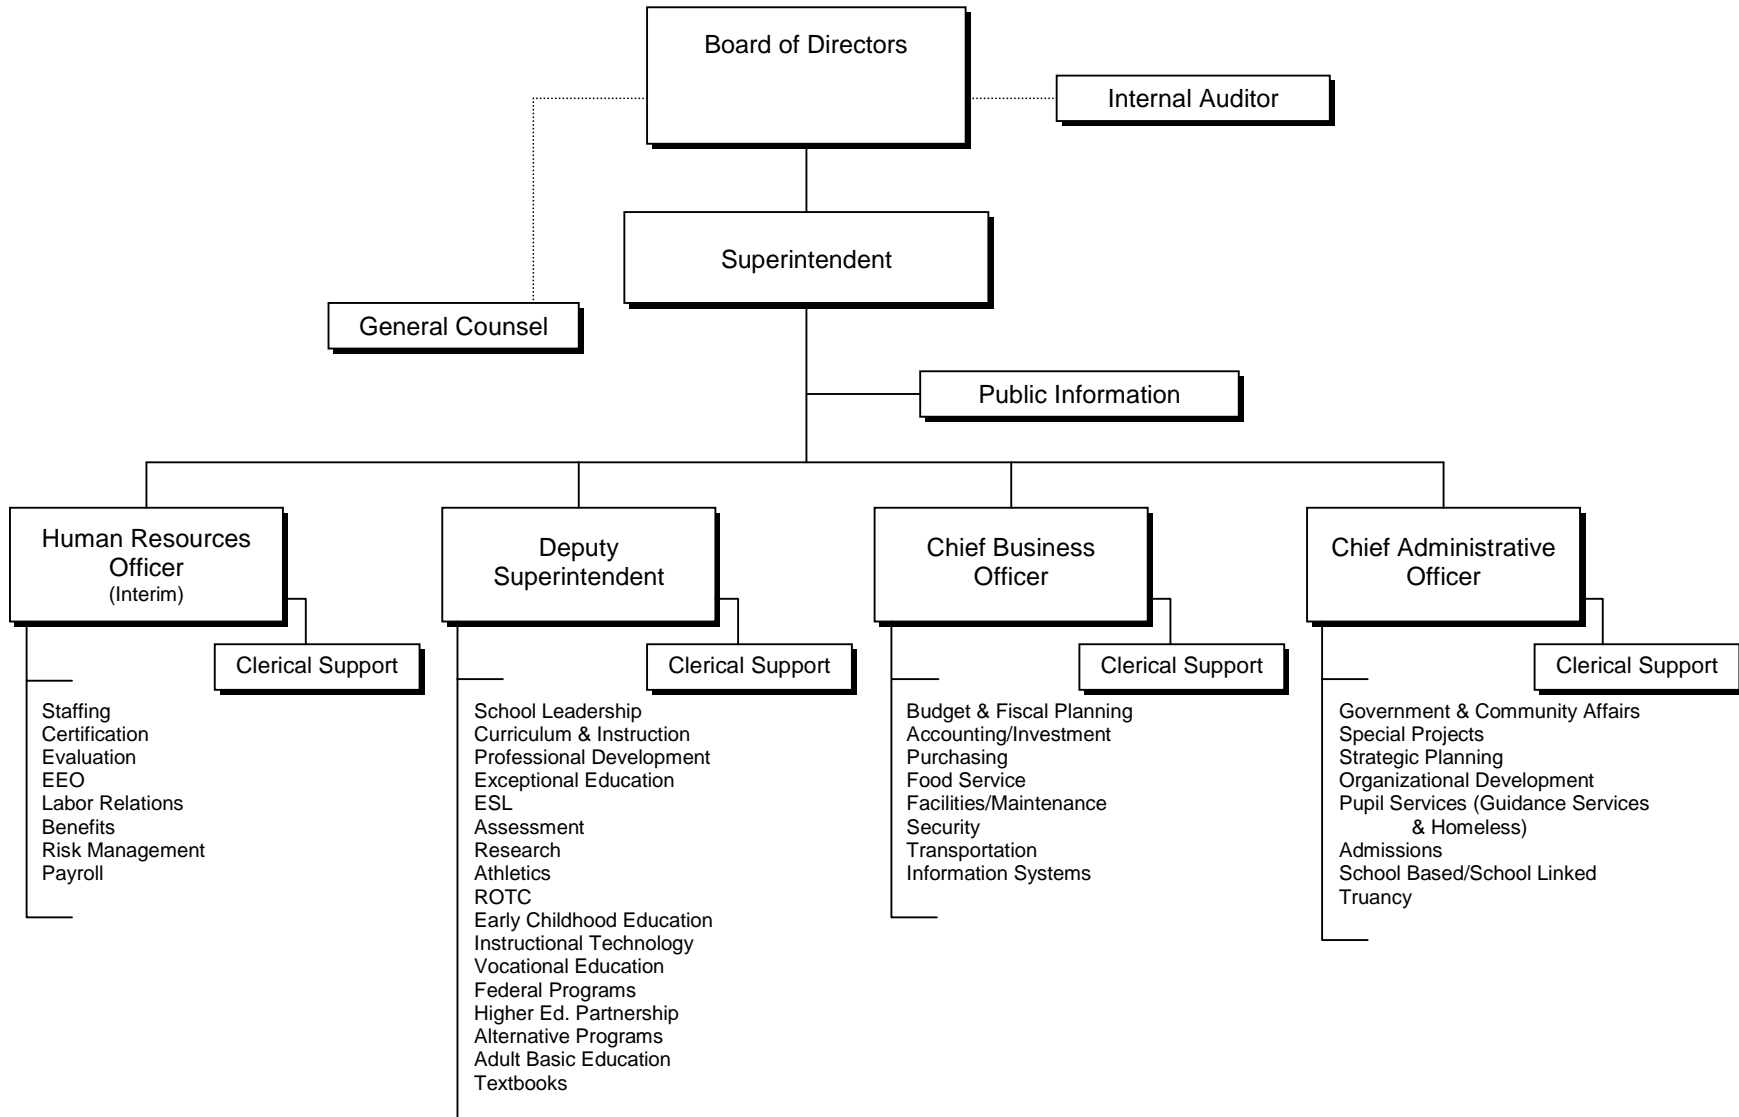 Board of Directors
Internal Auditor
Superintendent
General Counsel
Public Information
Human Resources
Officer
(Interim)
Clerical Support
Staffing
Certification
Evaluation
EEO
Labor Relations
Benefits
Risk Management
Payroll
Deputy
Superintendent
Clerical Support
School Leadership
Curriculum & Instruction
Professional Development
Exceptional Education
ESL
Assessment
Research
Athletics
ROTC
Early Childhood Education
Instructional Technology
Vocational Education
Federal Programs
Higher Ed. Partnership
Alternative Programs
Adult Basic Education
Textbooks
Chief Business
Officer
Clerical Support
Budget & Fiscal Planning
Accounting/Investment
Purchasing
Food Service
Facilities/Maintenance
Security
Transportation
Information Systems
Chief Administrative
Officer
Clerical Support
Government & Community Affairs
Special Projects
Strategic Planning
Organizational Development
Pupil Services (Guidance Services
& Homeless)
Admissions
School Based/School Linked
Truancy